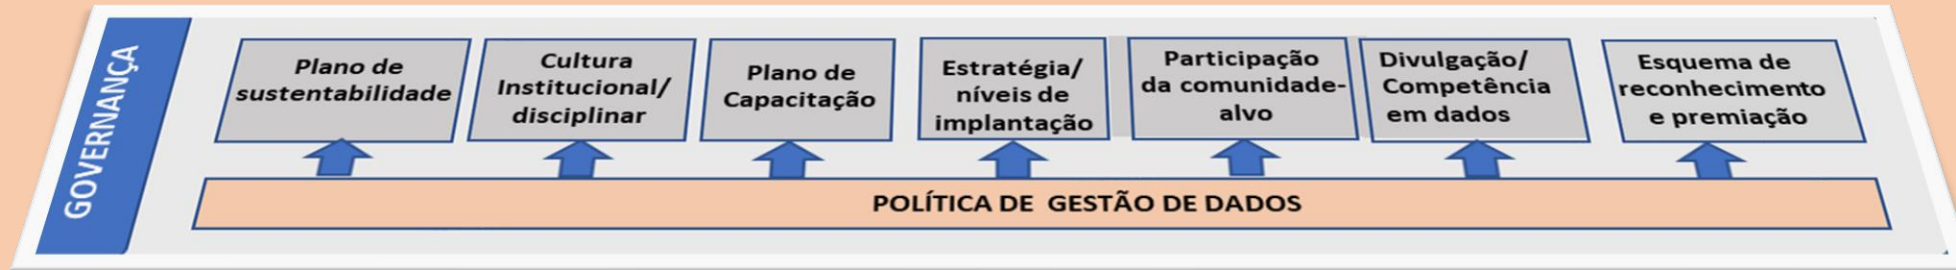 GOVERNANÇA
Plano de
sustentabilidade
Cultura
Institucional/
disciplinar
Plano de
Capacitação
Estratégia/
níveis de
implantação
Participação
da comunidade-
alvo
Divulgação/
Competência
em dados
Esquema de
reconhecimento
e premiação
POLÍTICA DE GESTÃO DE DADOS